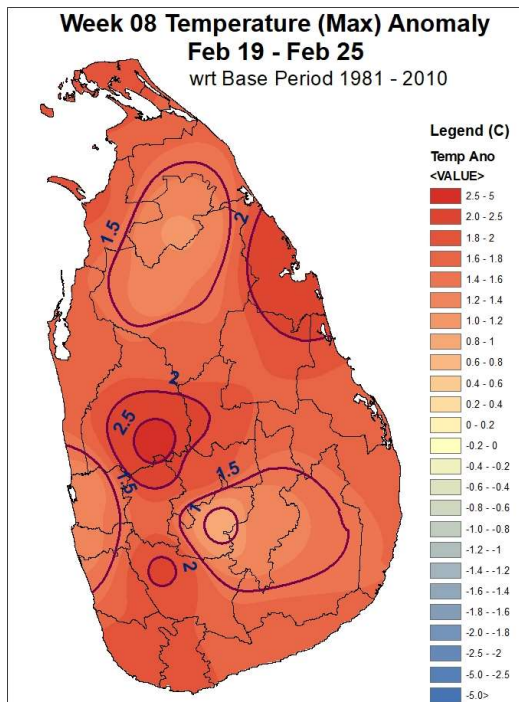 Week 08 Temperature (Max) Anomaly
Feb 19 - Feb 25
wrt Base Period 1981 - 2010
Legend (C)
Temp Ano
<VALUE>
2.5 - 5
2.0 - 2.5
1.8 - 2
1.6 - 1.8
1.4 - 1.6
1.2 - 1.4
1.0 - 1.2
0.8 - 1
0.6 - 0.8
0.4 - 0.6
0.2 - 0.4
0 - 0.2
-0.2 - 0
-0.4 - -0.2
-0.6 - -0.4
-0.8 - -0.6
-1.0 - -0.8
-1.2 - -1
-1.4 - -1.2
-1.6 - -1.4
-1.8 - -1.6
-2.0 - -1.8
-2.5 - -2
-5.0 - -2.5
-5.0>
1.5
2
2
2.5
1.5
1.5
1
2